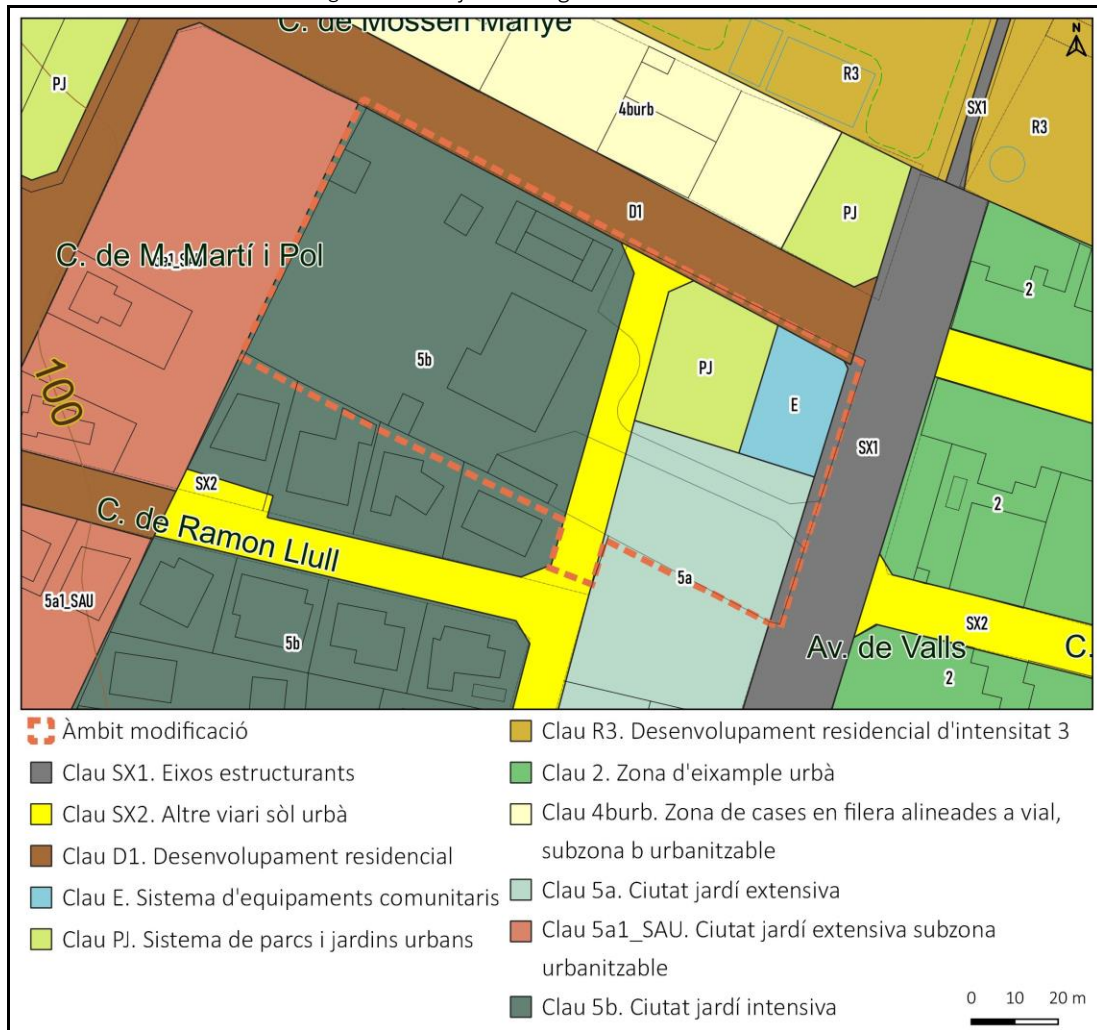 C. de Mossèn Manyé
N
PJ
R3
SX1
R3
4burb
D1
PJ
C. de M. Martí i Pol
2
5b
PJ
E
SX1
100
2
SX2
C. de Ramon Llull
5a
5a1_SAU
5b
SX2
Av. de Valls
C.
2
Àmbit modificació
Clau SX1. Eixos estructurants
Clau SX2. Altre viari sòl urbà
Clau D1. Desenvolupament residencial
Clau E. Sistema d'equipaments comunitaris
Clau PJ. Sistema de parcs i jardins urbans
Clau R3. Desenvolupament residencial d'intensitat 3
Clau 2. Zona d'eixample urbà
Clau 4burb. Zona de cases en filera alineades a vial,
subzona b urbanitzable
Clau 5a. Ciutat jardí extensiva
Clau 5a1_SAU. Ciutat jardí extensiva subzona
urbanitzable
Clau 5b. Ciutat jardí intensiva
0 10 20 m